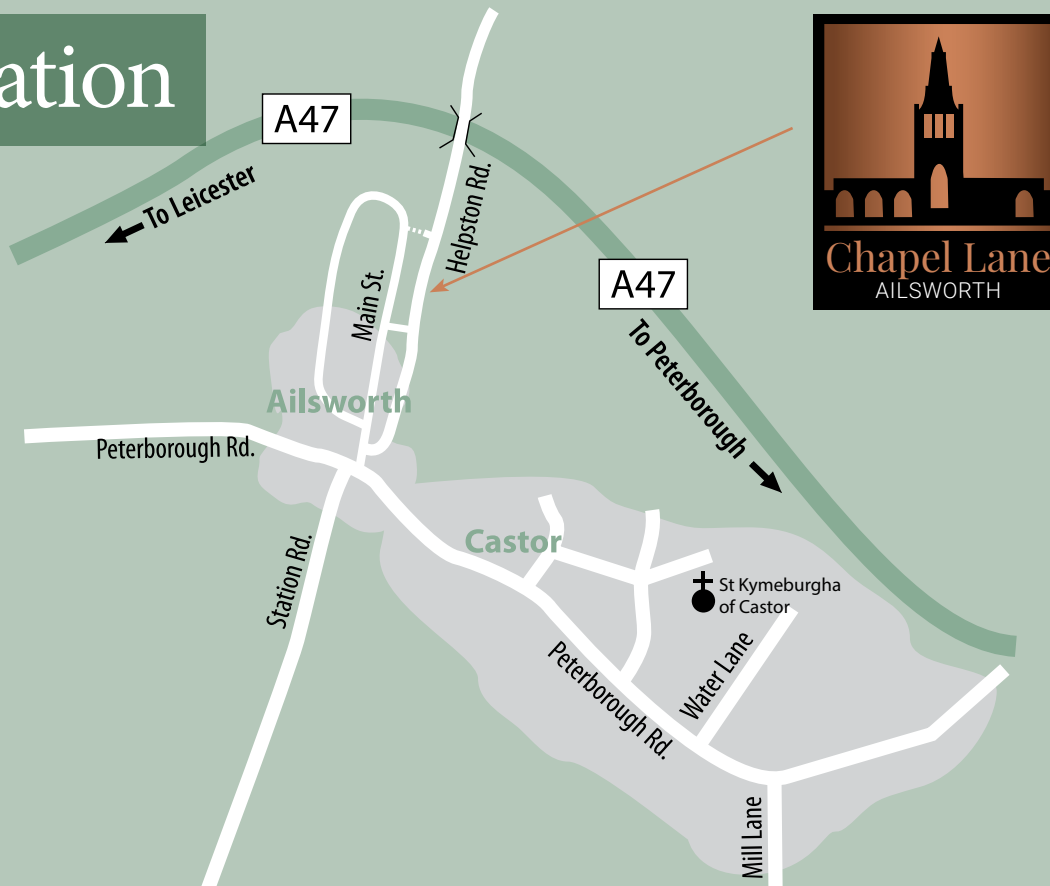 ation
A47
To Leicester
Helpston Rd.
Main St.
Chapel Lane
AILSWORTH
A47
To Peterborough
Ailsworth
Peterborough Rd.
Castor
Station Rd.
St Kymeburgha
of Castor
Water Lane
Peterborough Rd.
Mill Lane